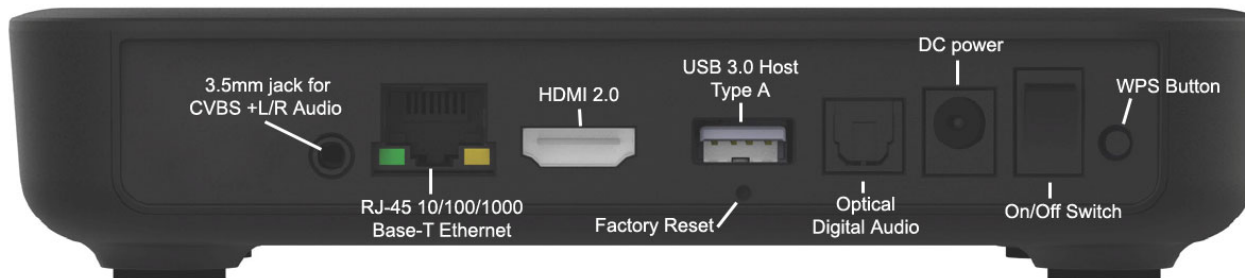 3.5mm jack for
CVBS +L/R Audio
RJ-45 10/100/1000
Base-T Ethernet
HDMI 2.0
USB 3.0 Host
Type A
Factory Reset
Optical
Digital Audio
DC power
On/Off Switch
WPS Button